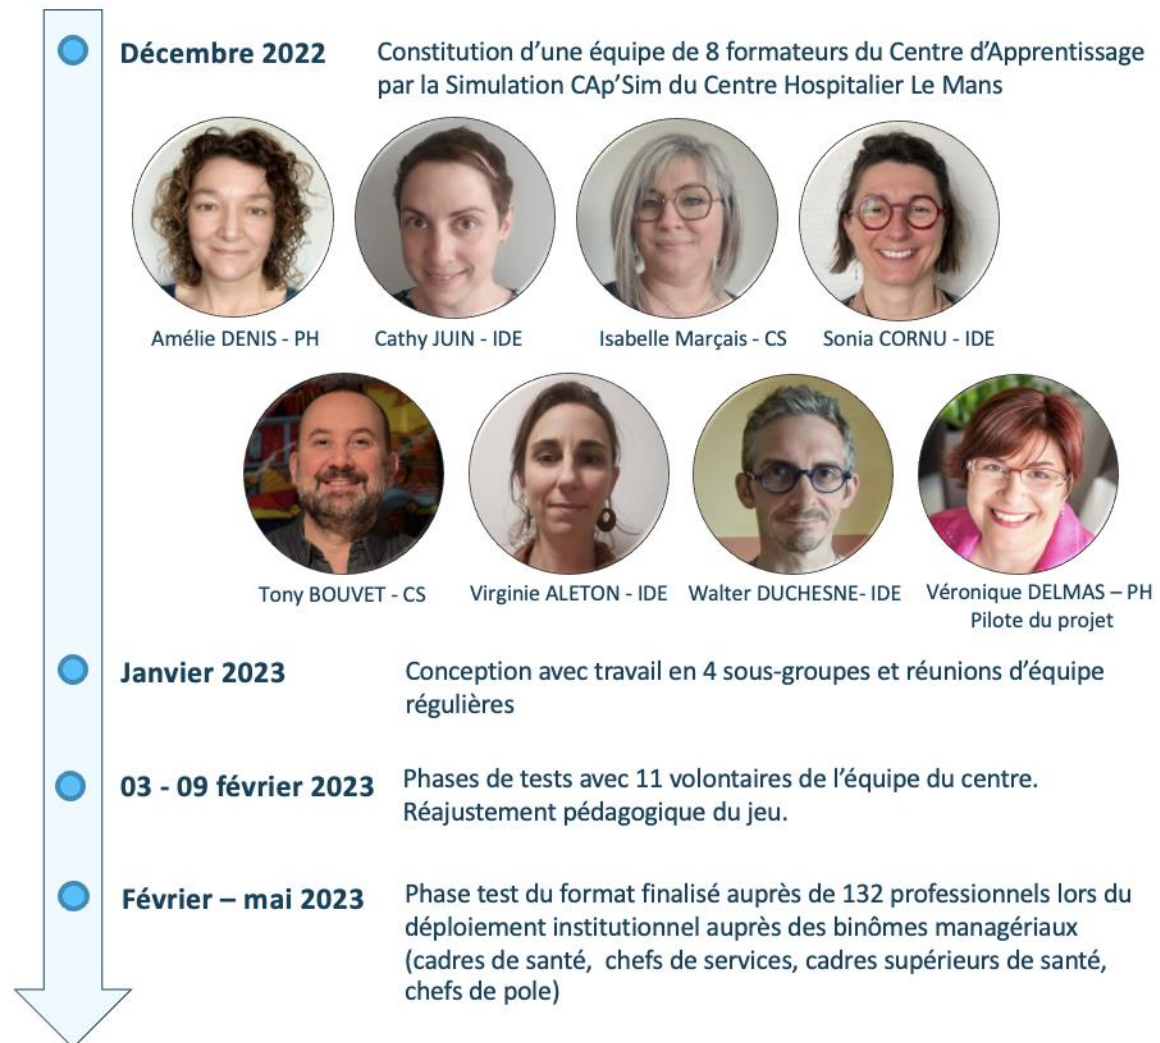 Décembre 2022
Constitution d’une équipe de 8 formateurs du Centre d’Apprentissage
par la Simulation CAp’Sim du Centre Hospitalier Le Mans
Amélie DENIS - PH
Cathy JUIN - IDE
Isabelle Marçais - CS
Sonia CORNU - IDE
Tony BOUVET - CS
Virginie ALETON - IDE
Walter DUCHESNE- IDE
Véronique DELMAS – PH
Pilote du projet
Janvier 2023
Conception avec travail en 4 sous-groupes et réunions d’équipe
régulières
03 - 09 février 2023
Phases de tests avec 11 volontaires de l’équipe du centre.
Réajustement pédagogique du jeu.
Février – mai 2023
Phase test du format finalisé auprès de 132 professionnels lors du
déploiement institutionnel auprès des binômes managériaux
(cadres de santé,  chefs de services, cadres supérieurs de santé,
chefs de pole)